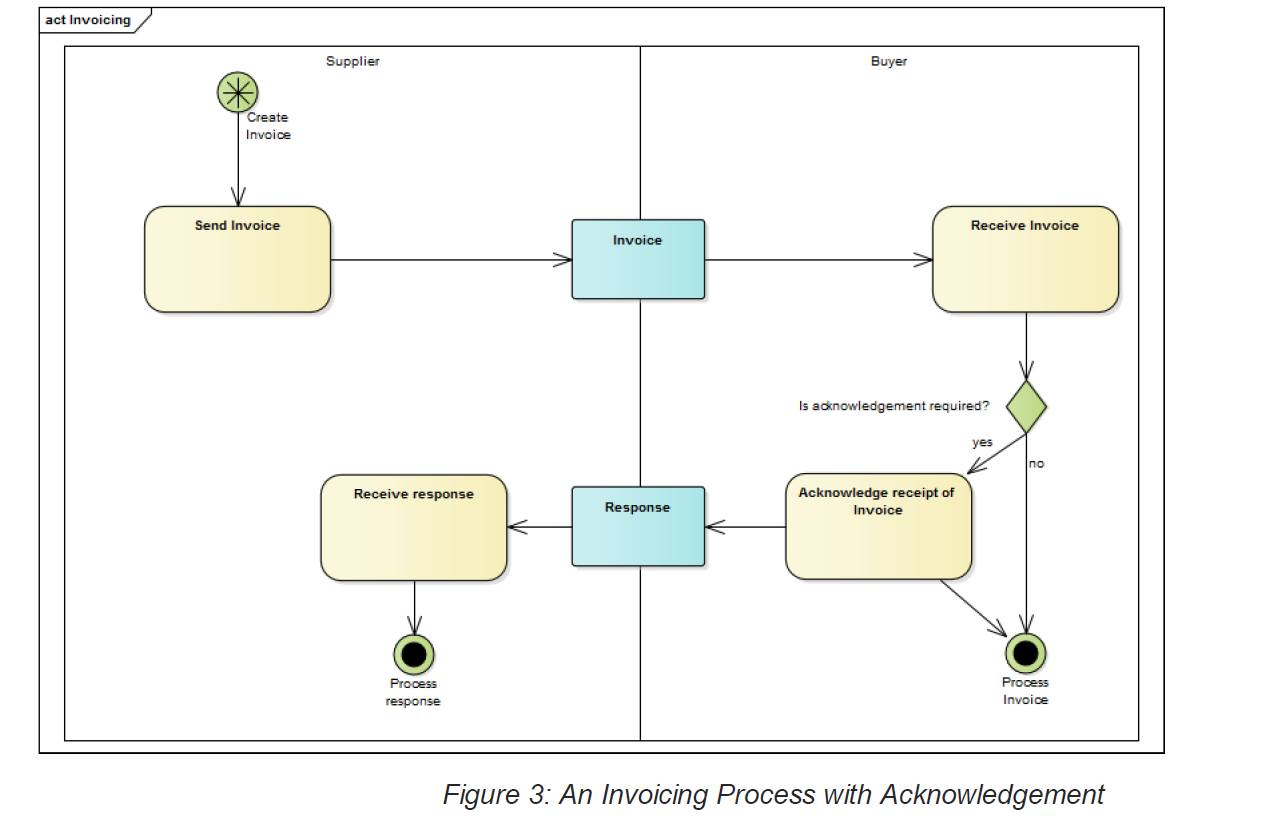 act Invoicing
Supplier
Buyer
Create
Invoice
Send Invoice
Invoice
Receive Invoice
Is acknowledgement required?
yes
no
Receive response
Response
Acknowledge receipt of
Invoice
Process
response
Process
Invoice
Figure 3: An Invoicing Process with Acknowledgement